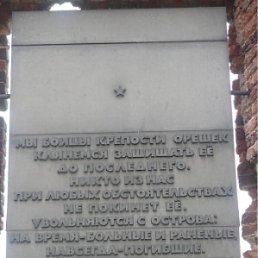 МЫ БОЙЦЫ КРЕПОСТИ ОРЕШЕК
КЛЯНЕМСЯ ЗАЩИЩАТЬ ЕЁ
ДО ПОСЛЕДНЕГО.
НИКТО ИЗ НАС
ПРИ ЛЮБЫХ ОБСТОЯТЕЛЬСТВАХ
НЕ ПОКИНЕТ ЕЁ.
УВОЛЬНЯЮТСЯ С ОСТРОВА:
НА ВРЕМЯ-БОЛЬНЫЕ И РАНЕНЫЕ
НАВСЕГДА-ПОГИБШИЕ.